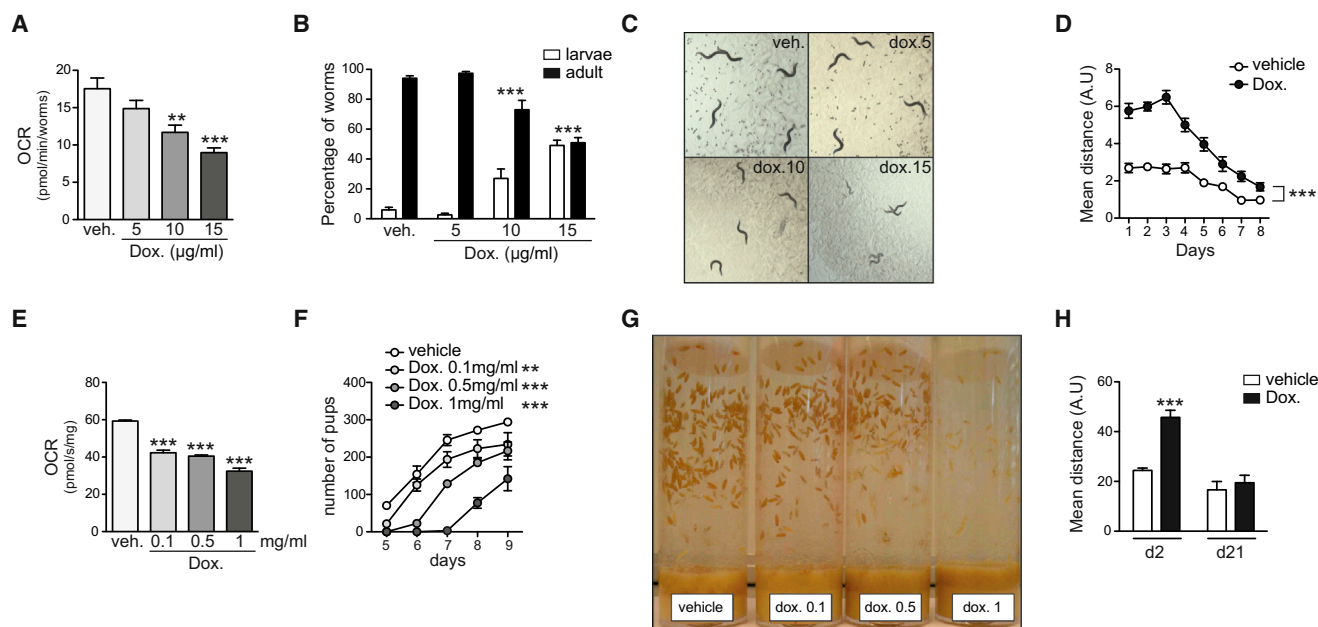 A
OCR
(pmol/min/worms)
20
15
10
5
0
**
***
veh.
5
10
15
Dox. (µg/ml)
B
Percentage of worms
100
80
60
40
20
0
larvae
adult
***
***
veh.
5
10
15
Dox. (µg/ml)
C
veh.
dox.5
dox.10
dox.15
D
Mean distance (A.U)
8
6
4
2
0
vehicle
Dox.
***
1 2 3 4 5 6 7 8
Days
E
OCR
(pmol/s/mg)
60
40
20
0
***
***
***
veh.
0.1
0.5
1
mg/ml
Dox.
F
vehicle
Dox. 0.1mg/ml **
Dox. 0.5mg/ml ***
Dox. 1mg/ml ***
number of pups
400
300
200
100
0
5 6 7 8 9
days
G
vehicle
dox. 0.1
dox. 0.5
dox. 1
H
Mean distance (A.U)
60
40
20
0
vehicle
Dox.
***
d2
d21